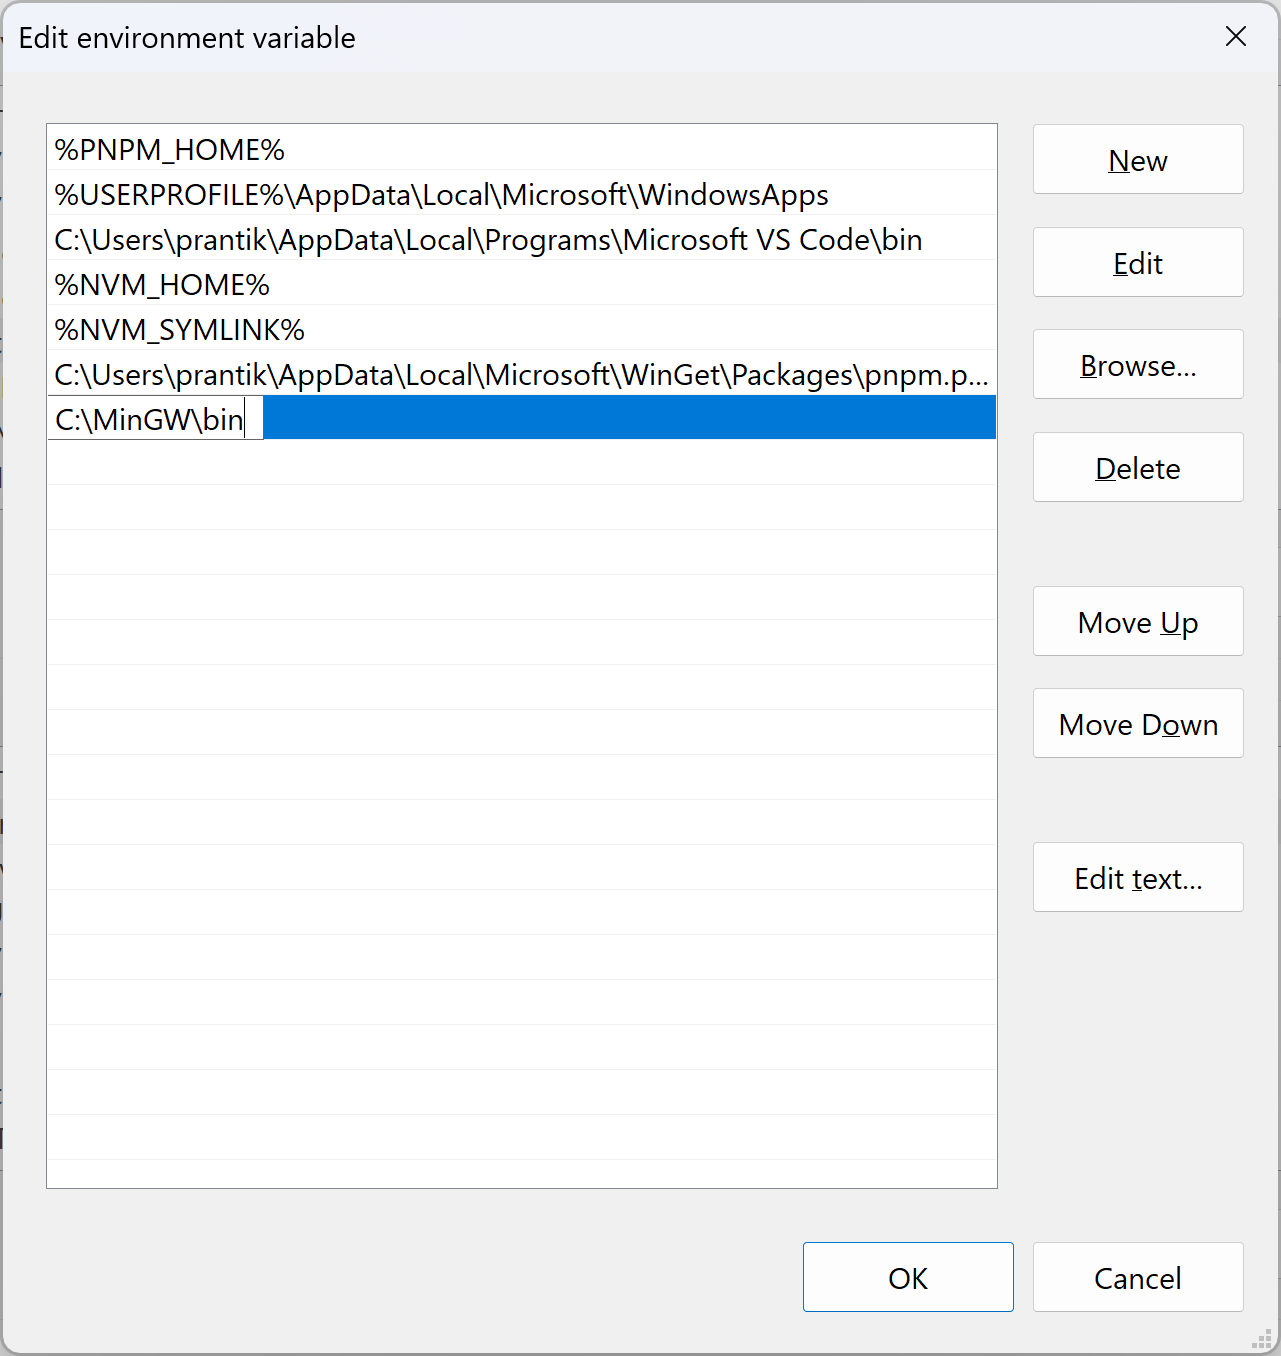 Edit environment variable
%PNPM_HOME%
%USERPROFILE%\AppData\Local\Microsoft\WindowsApps
C:\Users\prantik\AppData\Local\Programs\Microsoft VS Code\bin
%NVM_HOME%
%NVM_SYMLINK%
C:\Users\prantik\AppData\Local\Microsoft\WinGet\Packages\pnpm.p...
C:\MinGW\bin
New
Edit
Browse...
Delete
Move Up
Move Down
Edit text...
OK
Cancel